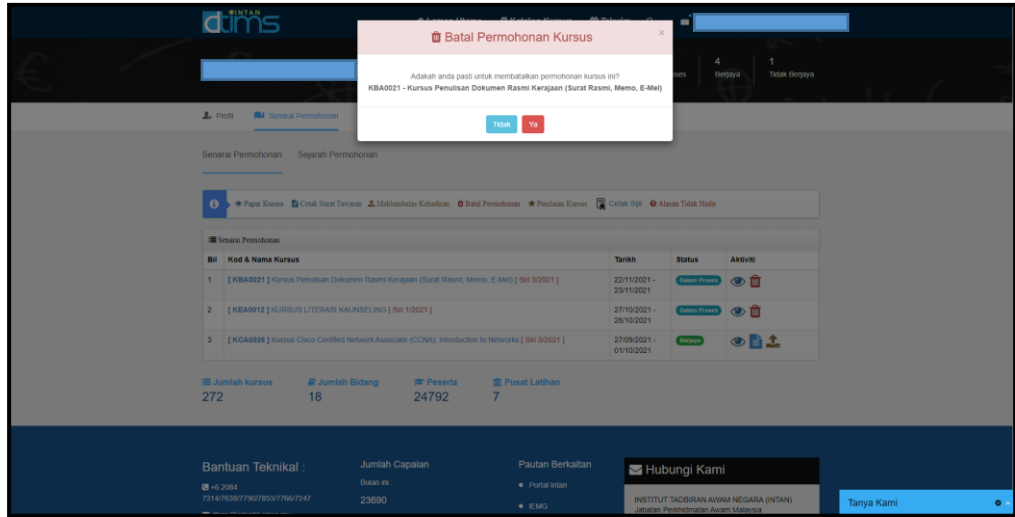 INTAN
dtims
Laman Utama Katalog Kursus Takwim
Batal Permohonan Kursus
×
Adakah anda pasti untuk membatalkan permohonan kursus ini?
KBA0021 - Kursus Penulisan Dokumen Rasmi Kerajaan (Surat Rasmi, Memo, E-Mel)
Tidak Ya
4 1
Berjaya Tidak Berjaya
Profil Senarai Permohonan
Senarai Permohonan Sejarah Permohonan
Papar Kursus Cetak Surat Tawaran Maklumbalas Kehadiran Batal Permohonan Penilaian Kursus Cetak Sijil Alasan Tidak Hadir
Senarai Permohonan
Bil Kod & Nama Kursus Tarikh Status Aktiviti
1 [ KBA0021 ] Kursus Penulisan Dokumen Rasmi Kerajaan (Surat Rasmi, Memo, E-Mel) [ Siri 3/2021 ] 22/11/2021 - Dalam Proses
23/11/2021
2 [ KEA0012 ] KURSUS LITERASI KAUNSELING [ Siri 1/2021 ] 27/10/2021 - Dalam Proses
28/10/2021
3 [ KCA0026 ] Kursus Cisco Certified Network Associate (CCNA): Introduction to Networks [ Siri 3/2021 ] 27/09/2021 - Berjaya
01/10/2021
Jumlah kursus Jumlah Bidang Peserta Pusat Latihan
272 18 24792 7
Bantuan Teknikal :
+6 2084
7314/7638/7790/7853/7766/7247
Jumlah Capaian
Bulan ini :
23690
Pautan Berkaitan
Portal Intan
IEMG
Hubungi Kami
INSTITUT TADBIRAN AWAM NEGARA (INTAN)
Jabatan Perkhidmatan Awam Malaysia
Tanya Kami